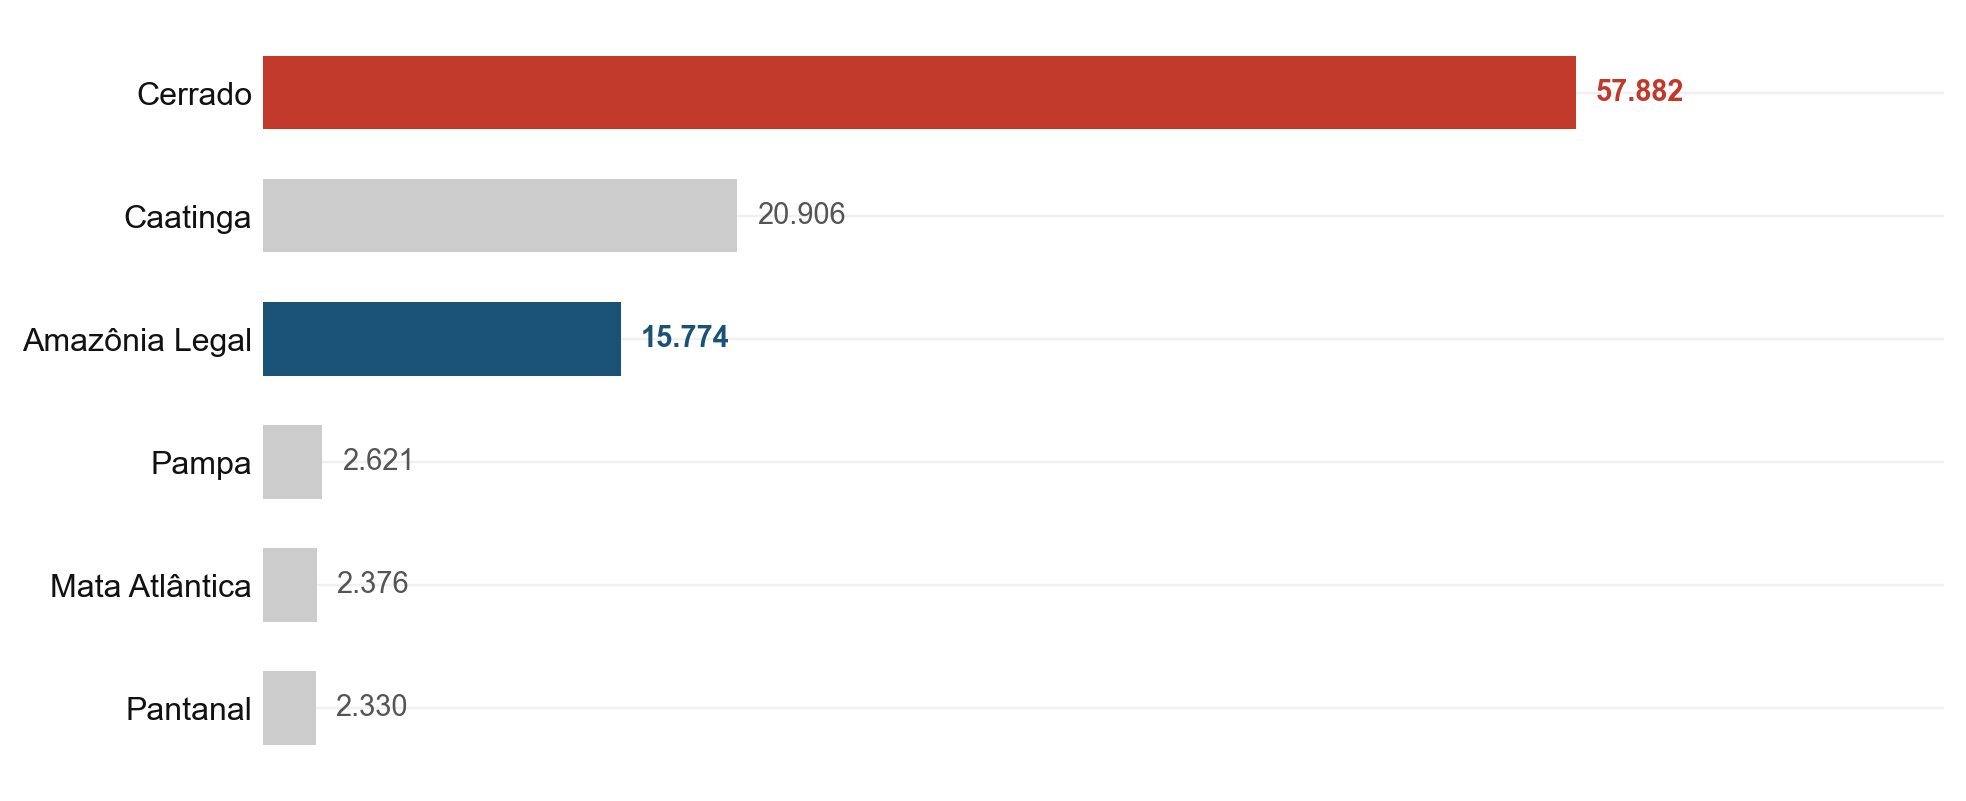 Cerrado 57.882
Caatinga 20.906
Amazônia Legal 15.774
Pampa 2.621
Mata Atlântica 2.376
Pantanal 2.330